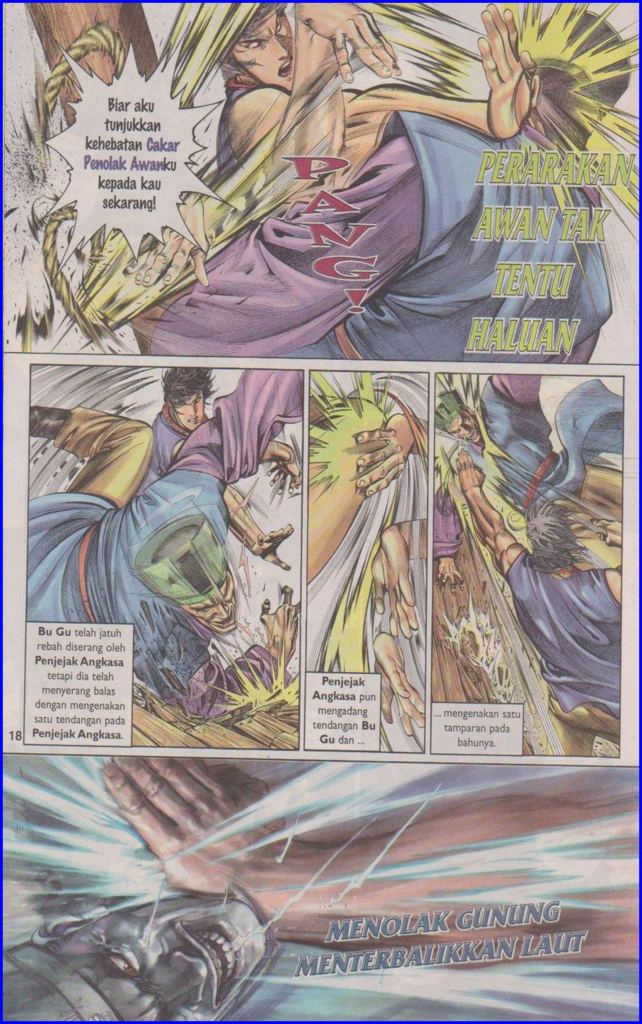 Biar aku
tunjukkan
kehebatan Cakar
Penolak Awanku
kepada kau
sekarang!
PANG!
PERARAKAN
AWAN TAK
TENTU
HALUAN
Bu Gu telah jatuh
rebah diserang oleh
Penjejak Angkasa
tetapi dia telah
menyerang balas
dengan mengenakan
satu tendangan pada
Penjejak Angkasa.
Penjejak
Angkasa pun
mengadang
tendangan Bu
Gu dan ...
... mengenakan satu
tamparan pada
bahunya.
18
MENOLAK GUNUNG
MENTERBALIKKAN LAUT